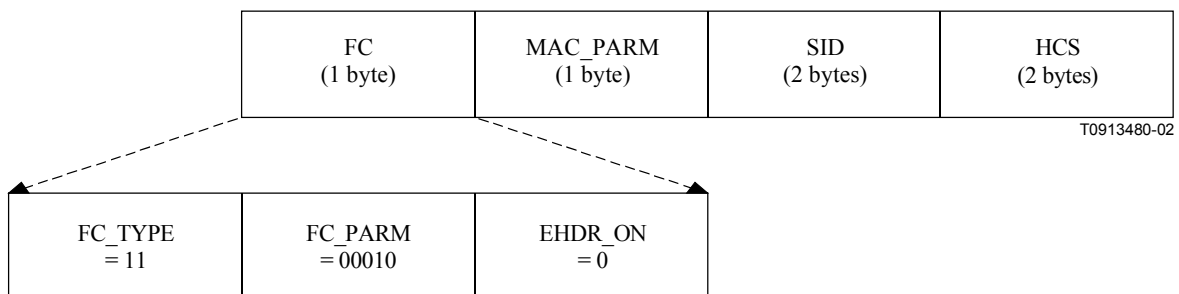 FC
(1 byte)
MAC_PARM
(1 byte)
SID
(2 bytes)
HCS
(2 bytes)
T0913480-02
FC_TYPE
= 11
FC_PARM
= 00010
EHDR_ON
= 0